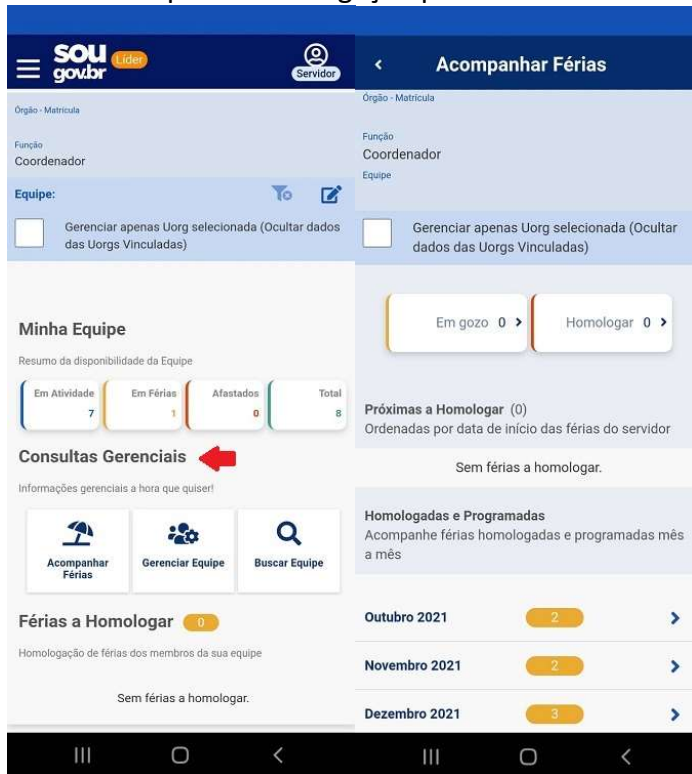 SOU
gov.br
Líder
Servidor
Órgão - Matrícula
Função
Coordenador
Equipe:
Gerenciar apenas Uorg selecionada (Ocultar dados
das Uorgs Vinculadas)
Minha Equipe
Resumo da disponibilidade da Equipe
Em Atividade
7
Em Férias
1
Afastados
0
Total
8
Consultas Gerenciais
Informações gerenciais a hora que quiser!
Acompanhar
Férias
Gerenciar Equipe
Buscar Equipe
Férias a Homologar 0
Homologação de férias dos membros da sua equipe
Sem férias a homologar.
Acompanhar Férias
Órgão - Matrícula
Função
Coordenador
Equipe
Gerenciar apenas Uorg selecionada (Ocultar
dados das Uorgs Vinculadas)
Em gozo 0
Homologar 0
Próximas a Homologar (0)
Ordenadas por data de início das férias do servidor
Sem férias a homologar.
Homologadas e Programadas
Acompanhe férias homologadas e programadas mês
a mês
Outubro 2021 2
Novembro 2021 2
Dezembro 2021 3